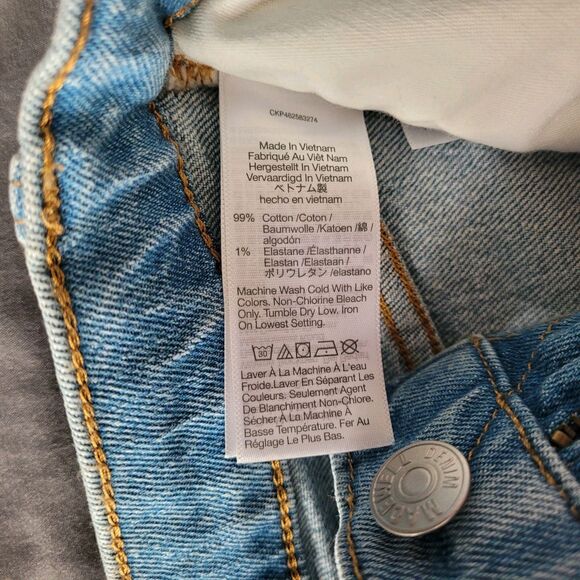 CKP462583274
Made In Vietnam
Fabriqué Au Viêt Nam
Hergestellt In Vietnam
Vervaardigd In Vietnam
ベトナム製
hecho en vietnam
99% Cotton /Coton /
Baumwolle /Katoen /綿 /
algodón
1% Elastane /Élasthanne /
Elastan /Elastaan /
ポリウレタン /elastano
Machine Wash Cold With Like
Colors. Non-Chlorine Bleach
Only. Tumble Dry Low. Iron
On Lowest Setting.
30
Laver À La Machine À L'eau
Froide.Laver En Séparant Les
Couleurs. Seulement Agent
De Blanchiment Non-Chlore.
Sécher À La Machine À
Basse Température. Fer Au
Réglage Le Plus Bas.
MADEWELL DENIM